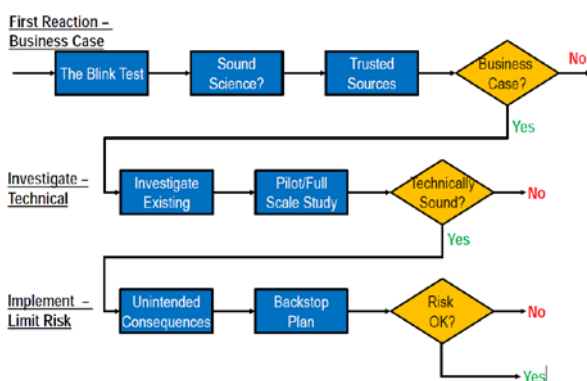 First Reaction –
Business Case
The Blink Test
Sound
Science?
Trusted
Sources
Business
Case?
No
Yes
Investigate –
Technical
Investigate
Existing
Pilot/Full
Scale Study
Technically
Sound?
No
Yes
Implement –
Limit Risk
Unintended
Consequences
Backstop
Plan
Risk
OK?
No
Yes